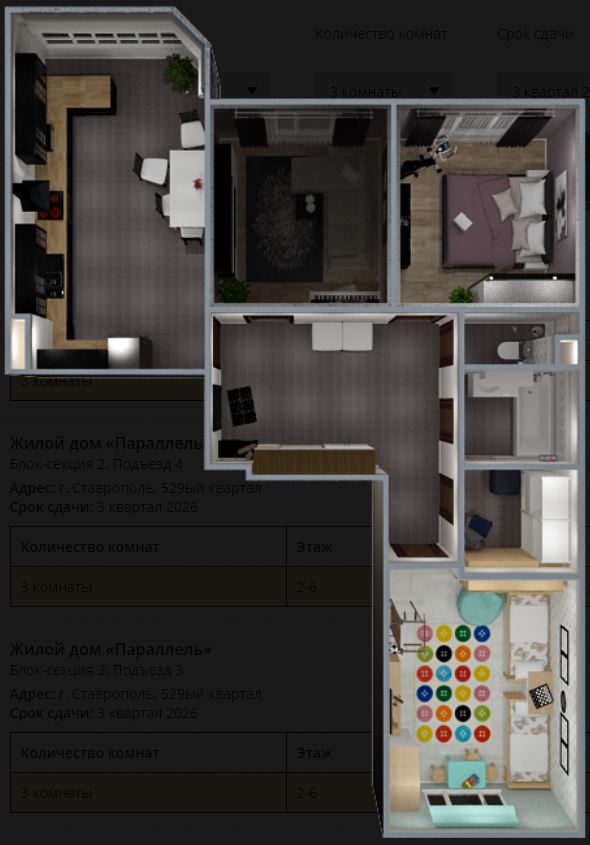 Количество комнат
Срок сдачи
3 комнаты
3 квартал 2
3 комнаты
Жилой дом «Параллель
Блок-секция 2, Подъезд 4
Адрес: г. Ставрополь, 529ый квартал
Срок сдачи: 3 квартал 2026
Количество комнат
Этаж
3 комнаты
2-6
Жилой дом «Параллель»
Блок-секция 3, Подъезд 3
Адрес: г. Ставрополь, 529ый квартал
Срок сдачи: 3 квартал 2026
Количество комнат
Этаж
3 комнаты
2-6